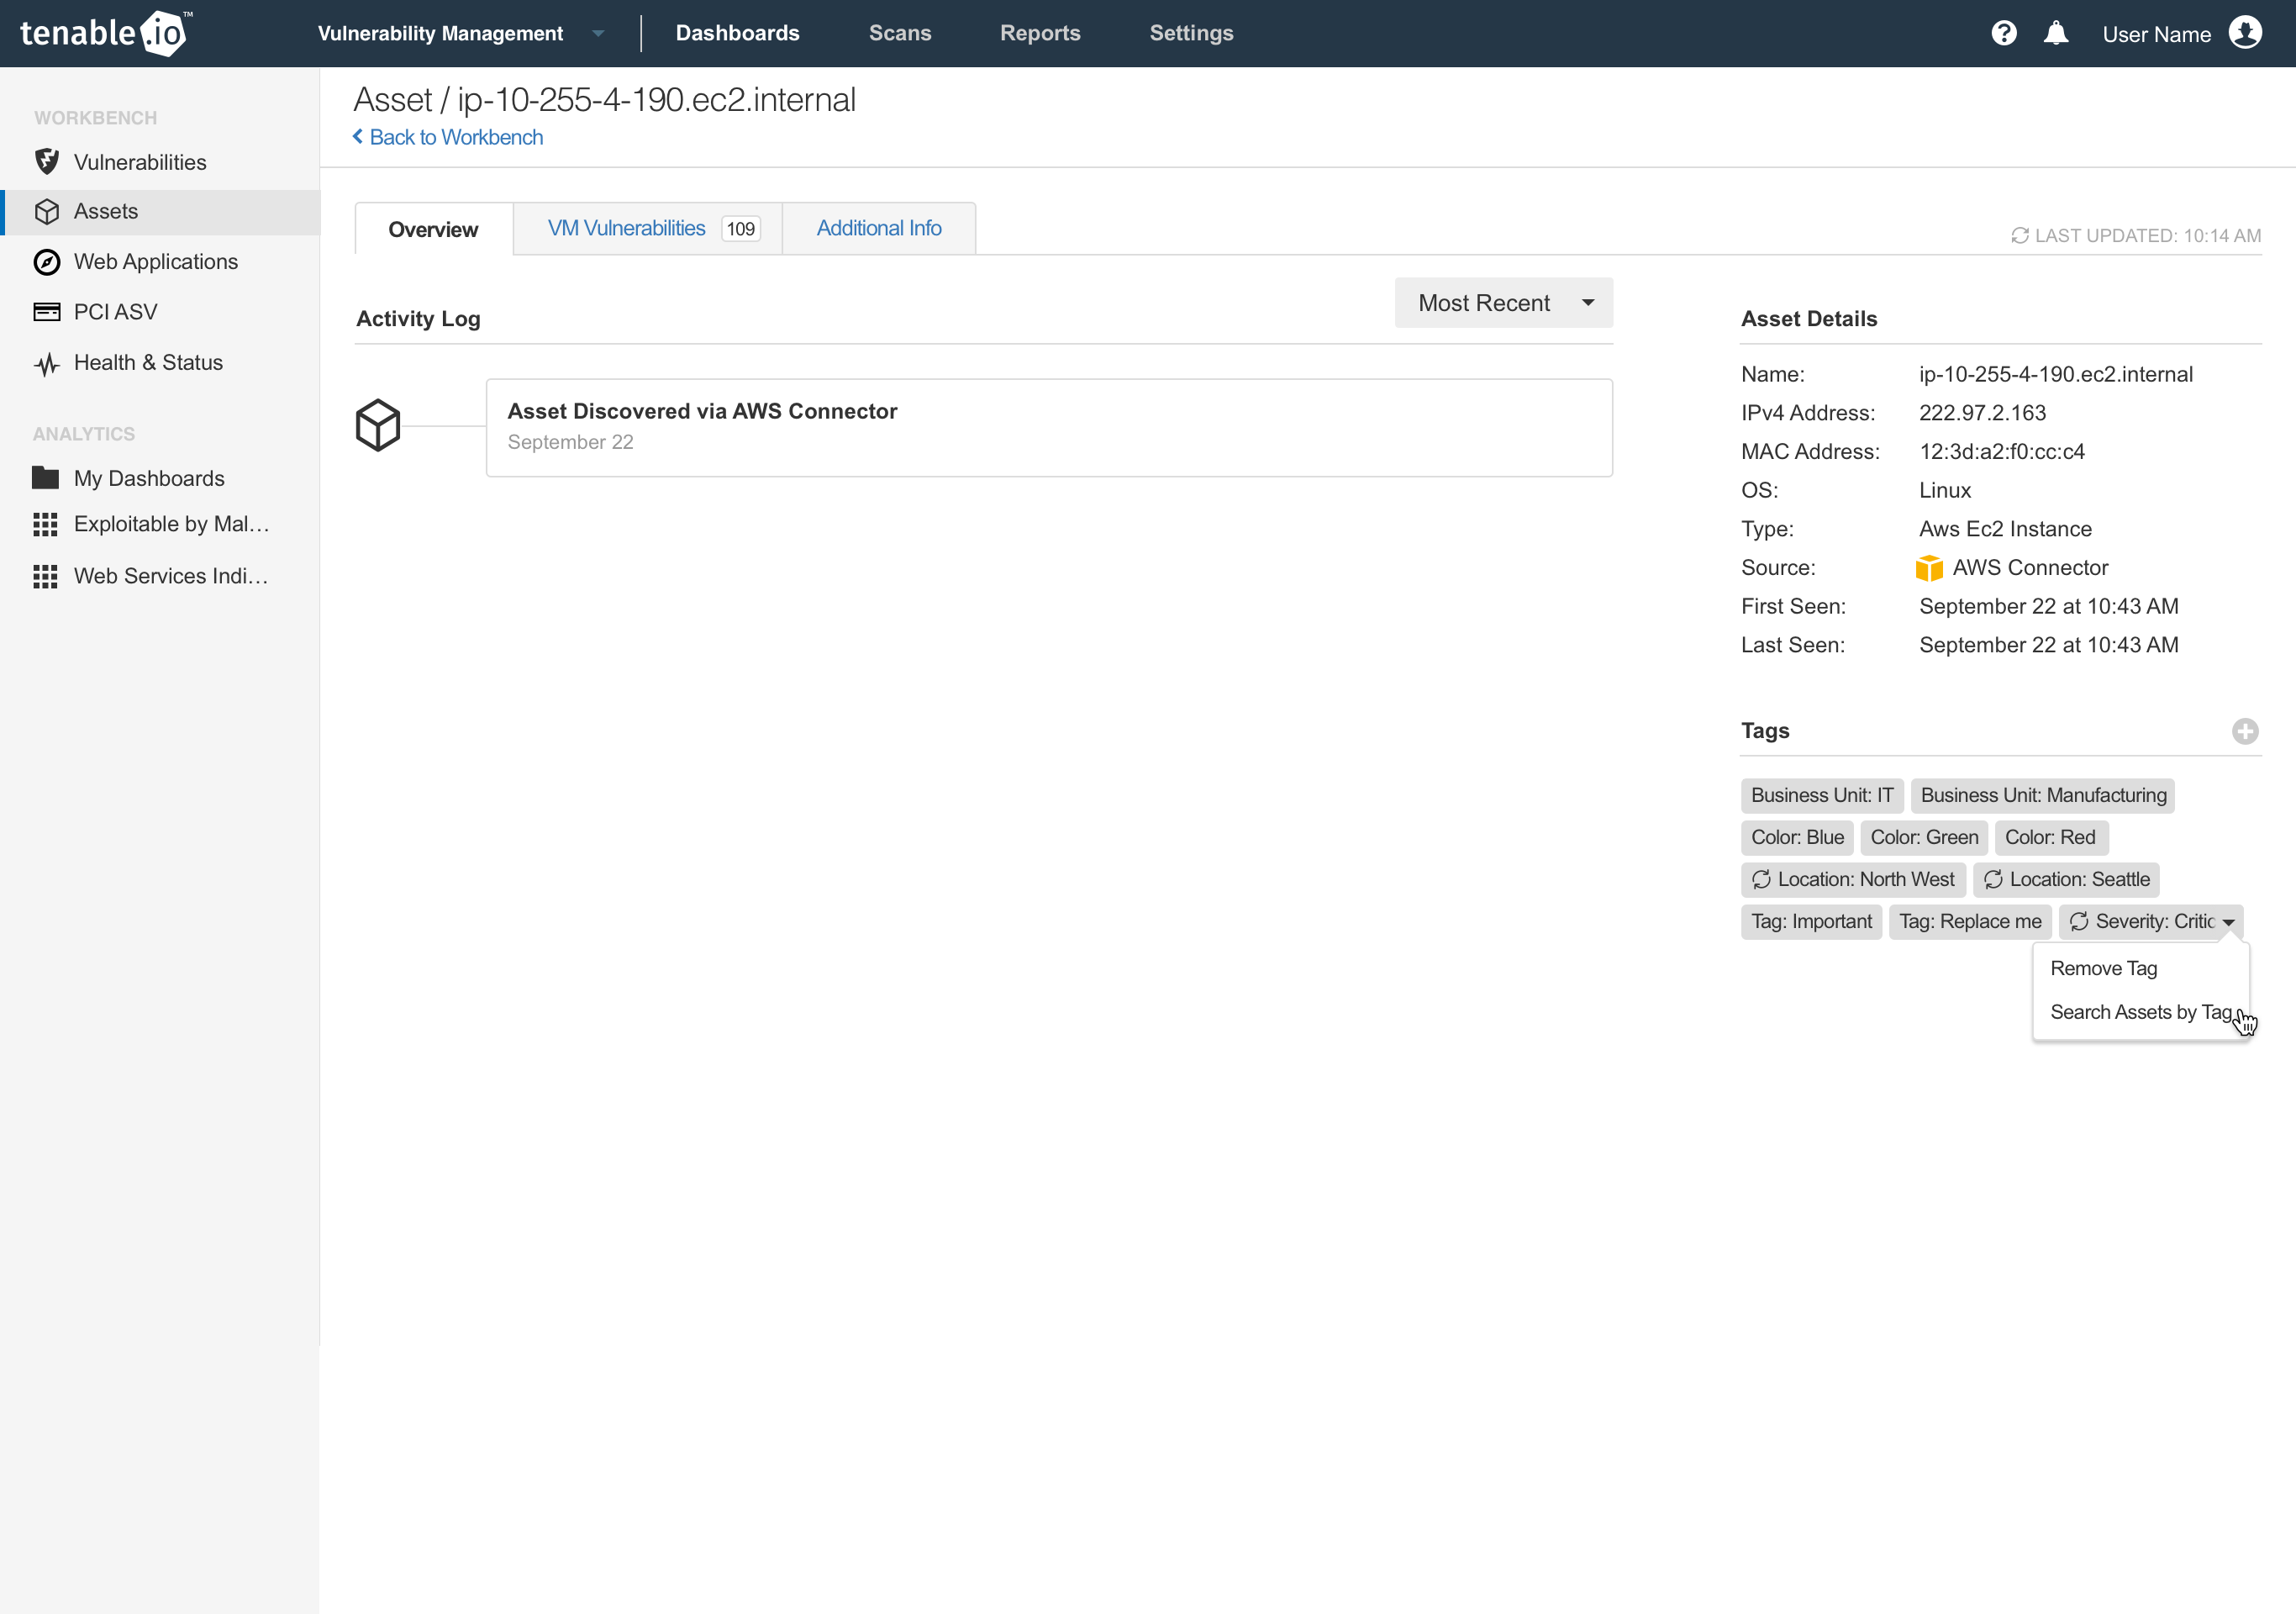 tenable.io™
Vulnerability Management
Dashboards
Scans
Reports
Settings
User Name
WORKBENCH
Vulnerabilities
Assets
Web Applications
PCI ASV
Health & Status
ANALYTICS
My Dashboards
Exploitable by Mal…
Web Services Indi…
Asset / ip-10-255-4-190.ec2.internal
Back to Workbench
Overview
VM Vulnerabilities 109
Additional Info
LAST UPDATED: 10:14 AM
Activity Log
Most Recent
Asset Discovered via AWS Connector
September 22
Asset Details
Name: ip-10-255-4-190.ec2.internal
IPv4 Address: 222.97.2.163
MAC Address: 12:3d:a2:f0:cc:c4
OS: Linux
Type: Aws Ec2 Instance
Source: AWS Connector
First Seen: September 22 at 10:43 AM
Last Seen: September 22 at 10:43 AM
Tags
Business Unit: IT Business Unit: Manufacturing
Color: Blue Color: Green Color: Red
Location: North West Location: Seattle
Tag: Important Tag: Replace me Severity: Critic
Remove Tag
Search Assets by Tag